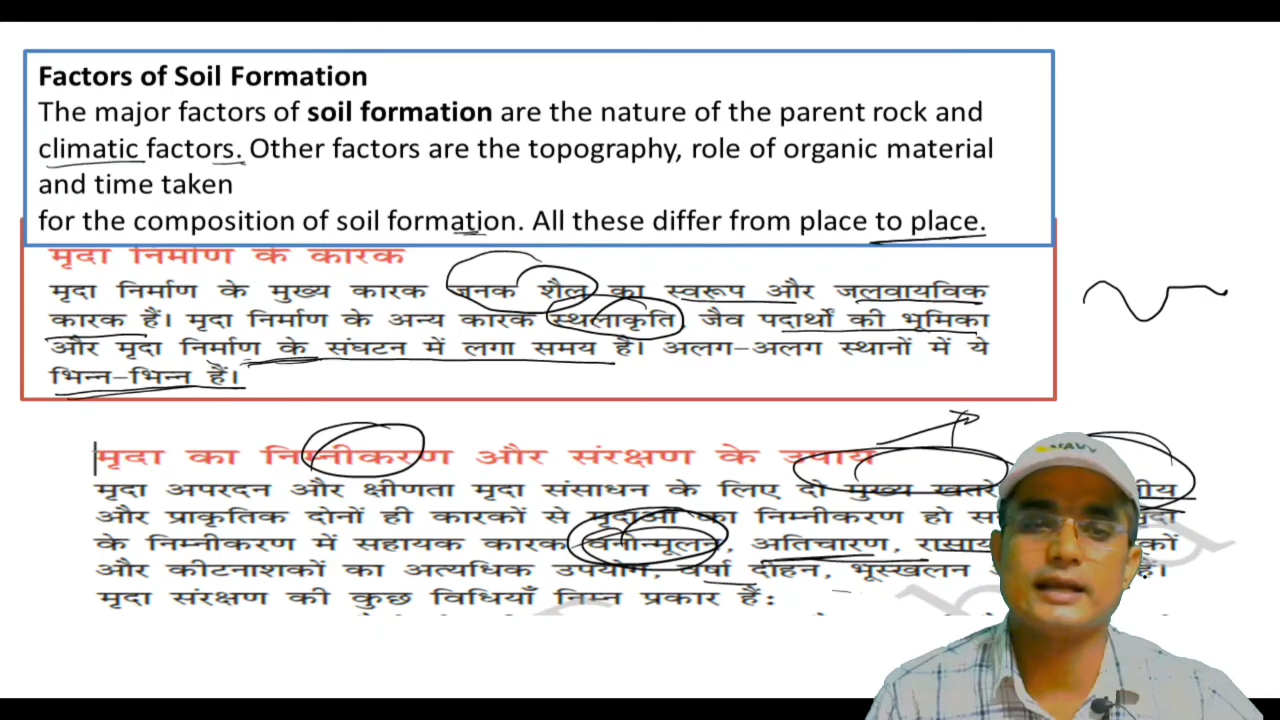 Factors of Soil Formation
The major factors of soil formation are the nature of the parent rock and
climatic factors. Other factors are the topography, role of organic material
and time taken
for the composition of soil formation. All these differ from place to place.
मृदा निर्माण के कारक
मृदा निर्माण के मुख्य कारक जनक शैल का स्वरूप और जलवायविक
कारक हैं। मृदा निर्माण के अन्य कारक स्थलाकृति, जैव पदार्थों की भूमिका
और मृदा निर्माण के संघटन में लगा समय है। अलग-अलग स्थानों में ये
भिन्न-भिन्न हैं।
मृदा का निम्नीकरण और संरक्षण के उपाय
मृदा अपरदन और क्षीणता मृदा संसाधन के लिए दो मुख्य खतरे
और प्राकृतिक दोनों ही कारकों से मृदाओं का निम्नीकरण हो मृदा
के निम्नीकरण में सहायक कारक वनोन्मूलन, अतिचारण,
और कीटनाशकों का अत्यधिक उपयोग, वर्षा दोहन, भूस्खलन हैं।
मृदा संरक्षण की कुछ विधियाँ निम्न प्रकार हैं: